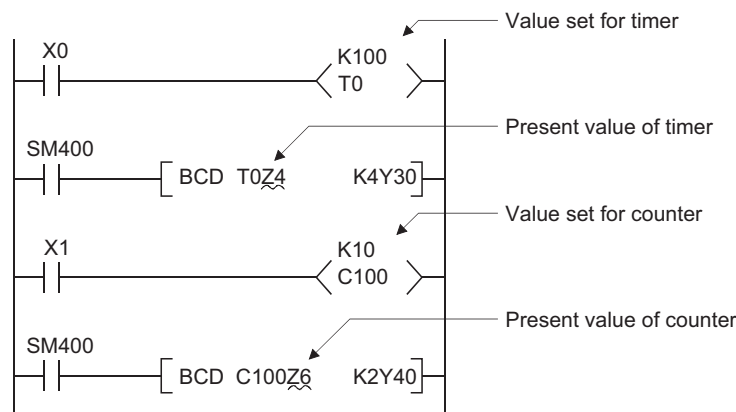 Value set for timer
X0
K100
T0
Present value of timer
SM400
BCD T0Z4 K4Y30
Value set for counter
X1
K10
C100
Present value of counter
SM400
BCD C100Z6 K2Y40